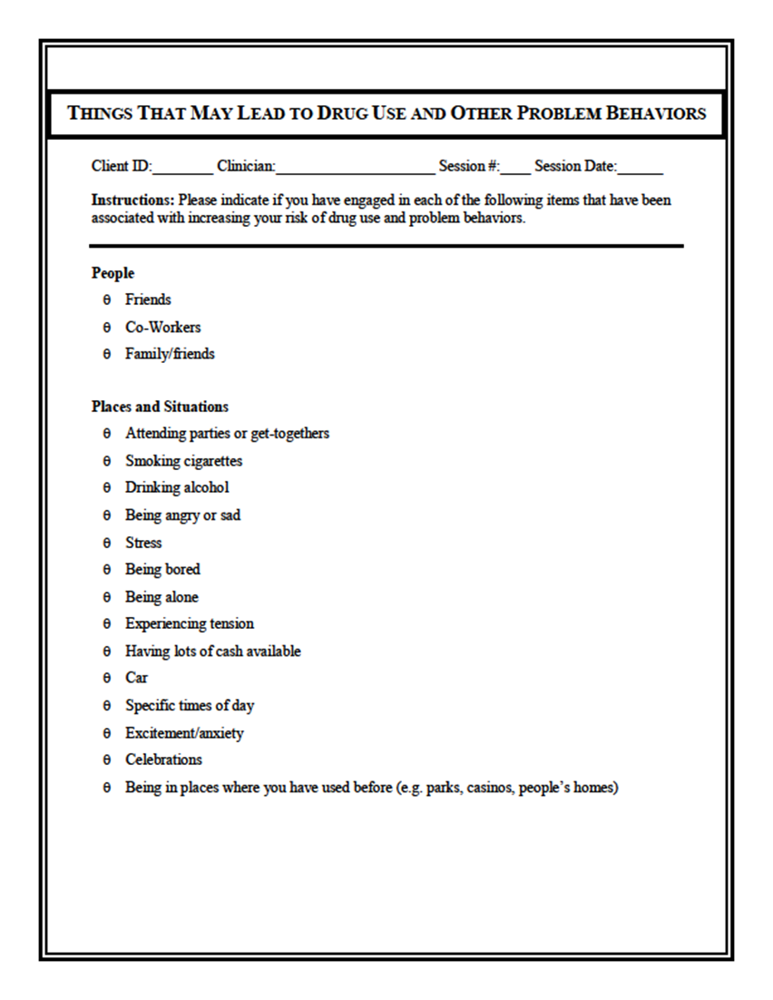 THINGS THAT MAY LEAD TO DRUG USE AND OTHER PROBLEM BEHAVIORS
Client ID:________ Clinician:____________________ Session #:____ Session Date:______
Instructions: Please indicate if you have engaged in each of the following items that have been
associated with increasing your risk of drug use and problem behaviors.
People
θ Friends
θ Co-Workers
θ Family/friends
Places and Situations
θ Attending parties or get-togethers
θ Smoking cigarettes
θ Drinking alcohol
θ Being angry or sad
θ Stress
θ Being bored
θ Being alone
θ Experiencing tension
θ Having lots of cash available
θ Car
θ Specific times of day
θ Excitement/anxiety
θ Celebrations
θ Being in places where you have used before (e.g. parks, casinos, people’s homes)